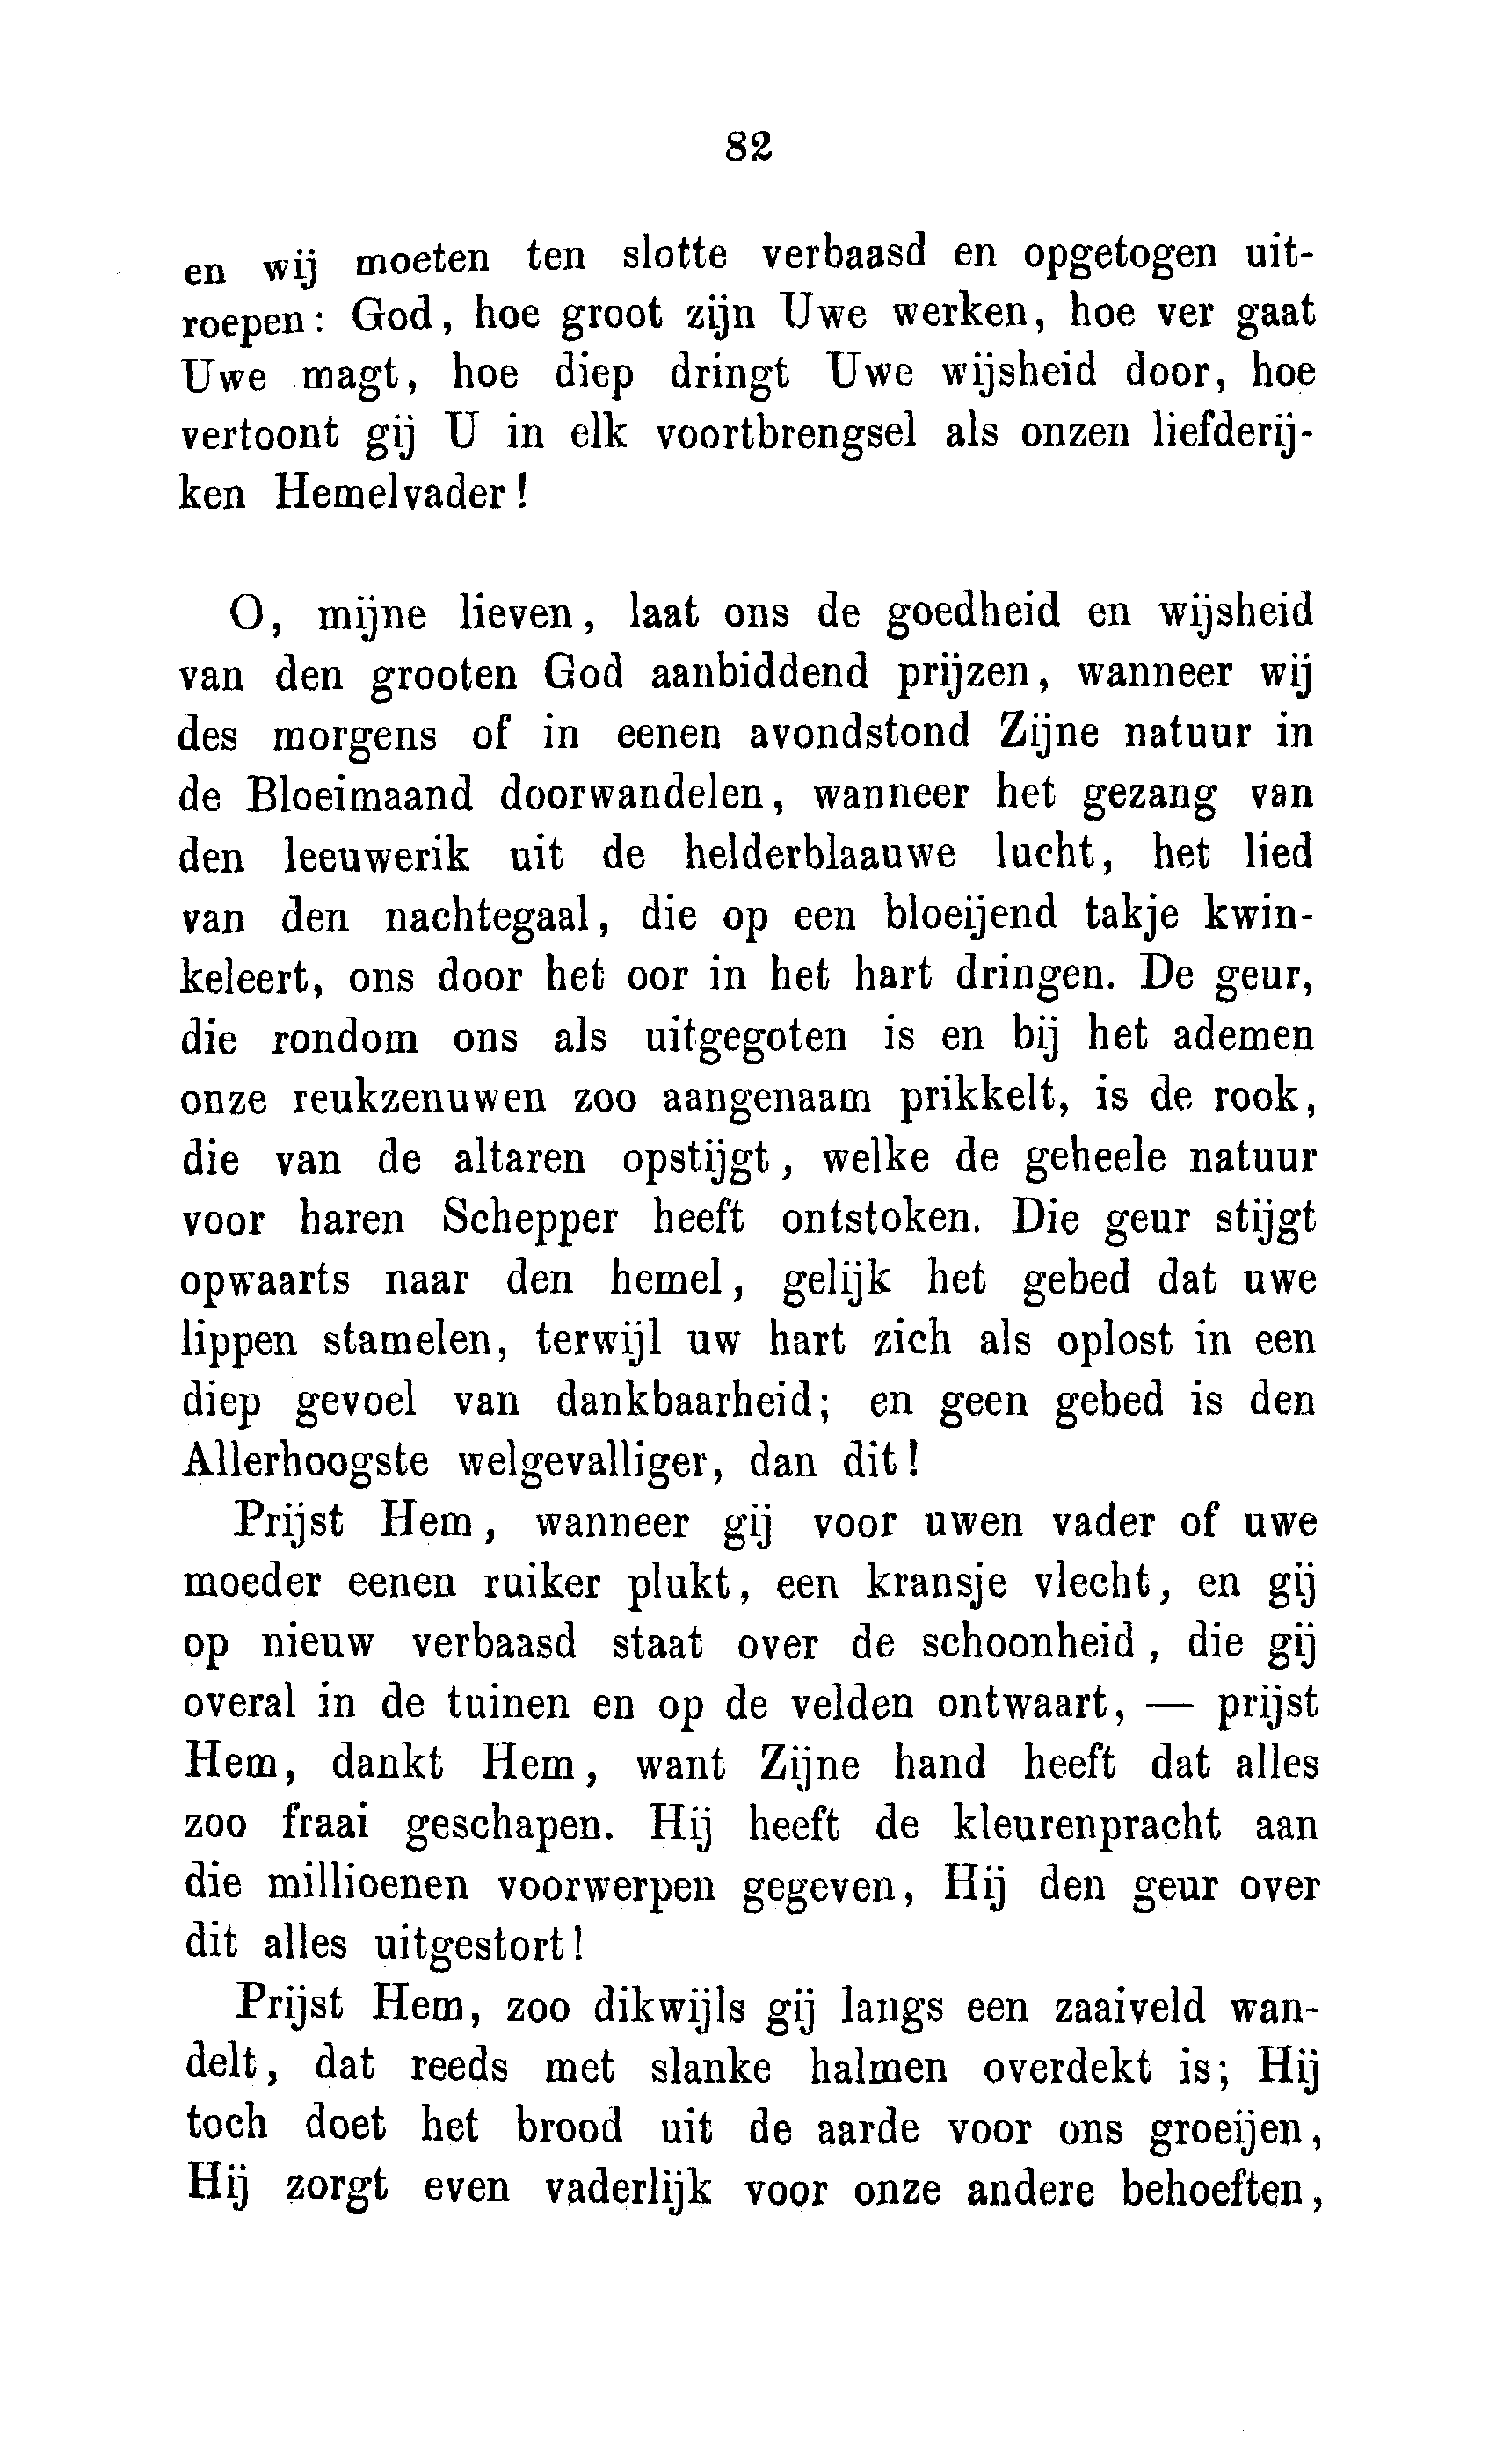 82
en wij moeten ten slotte verbaasd en opgetogen uit-
roepen: God, hoe groot zijn Uwe werken, hoe ver gaat
Uwe magt, hoe diep dringt Uwe wijsheid door, hoe
vertoont gij U in elk voortbrengsel als onzen liefderij-
ken Hemelvader!
O, mijne lieven, laat ons de goedheid en wijsheid
van den grooten God aanbiddend prijzen, wanneer wij
des morgens of in eenen avondstond Zijne natuur in
de Bloeimaand doorwandelen, wanneer het gezang van
den leeuwerik uit de helderblaauwe lucht, het lied
van den nachtegaal, die op een bloeijend takje kwin-
keleert, ons door het oor in het hart dringen. De geur,
die rondom ons als uitgegoten is en bij het ademen
onze reukzenuwen zoo aangenaam prikkelt, is de rook,
die van de altaren opstijgt, welke de geheele natuur
voor haren Schepper heeft ontstoken. Die geur stijgt
opwaarts naar den hemel, gelijk het gebed dat uwe
lippen stamelen, terwijl uw hart zich als oplost in een
diep gevoel van dankbaarheid; en geen gebed is den
Allerhoogste welgevalliger, dan dit!
Prijst Hem, wanneer gij voor uwen vader of uwe
moeder eenen ruiker plukt, een kransje vlecht, en gij
op nieuw verbaasd staat over de schoonheid, die gij
overal in de tuinen en op de velden ontwaart, — prijst
Hem, dankt Hem, want Zijne hand heeft dat alles
zoo fraai geschapen. Hij heeft de kleurenpracht aan
die millioenen voorwerpen gegeven, Hij den geur over
dit alles uitgestort!
Prijst Hem, zoo dikwijls gij langs een zaaiveld wan-
delt, dat reeds met slanke halmen overdekt is; Hij
toch doet het brood uit de aarde voor ons groeijen,
Hij zorgt even vaderlijk voor onze andere behoeften,